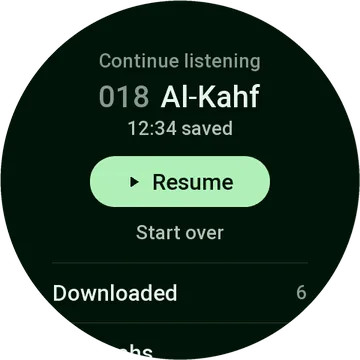 Continue listening
018 Al-Kahf
12:34 saved
Resume
Start over
Downloaded 6